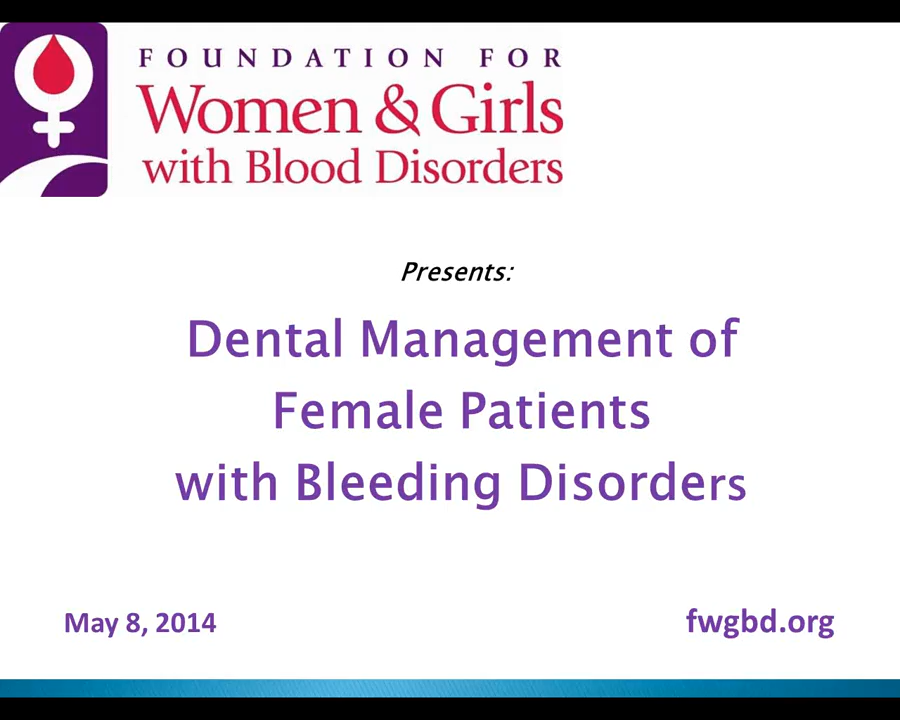 FOUNDATION FOR
Women & Girls
with Blood Disorders
Presents:
Dental Management of
Female Patients
with Bleeding Disorders
May 8, 2014
fwgbd.org